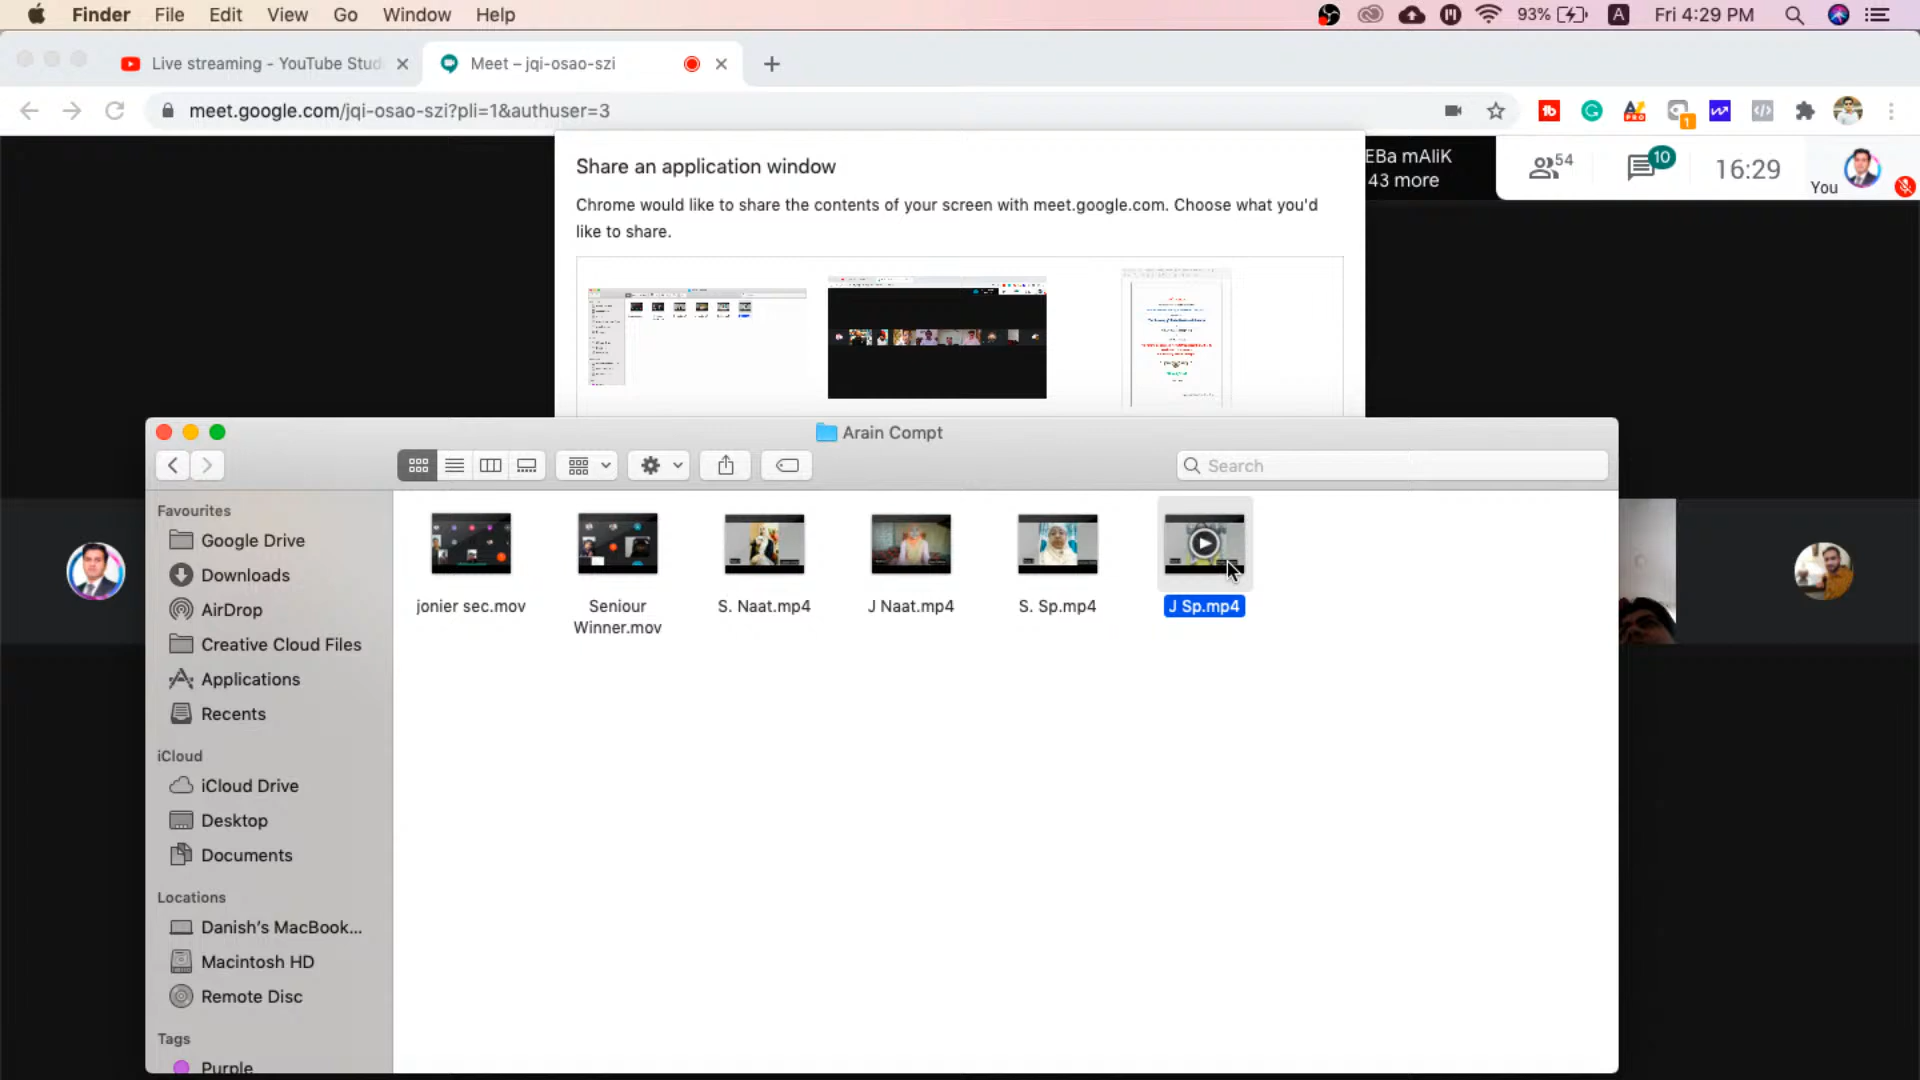 Finder File Edit View Go Window Help
93% A Fri 4:29 PM
Live streaming - YouTube Stud
Meet – jqi-osao-szi
meet.google.com/jqi-osao-szi?pli=1&authuser=3
1
Share an application window
Chrome would like to share the contents of your screen with meet.google.com. Choose what you'd
like to share.
EBa mAliK
43 more
54
10
16:29
You
Arain Compt
Search
Favourites
Google Drive
Downloads
AirDrop
Creative Cloud Files
Applications
Recents
iCloud
iCloud Drive
Desktop
Documents
Locations
Danish's MacBook...
Macintosh HD
Remote Disc
Tags
Purple
jonier sec.mov
Seniour
Winner.mov
S. Naat.mp4
J Naat.mp4
S. Sp.mp4
J Sp.mp4